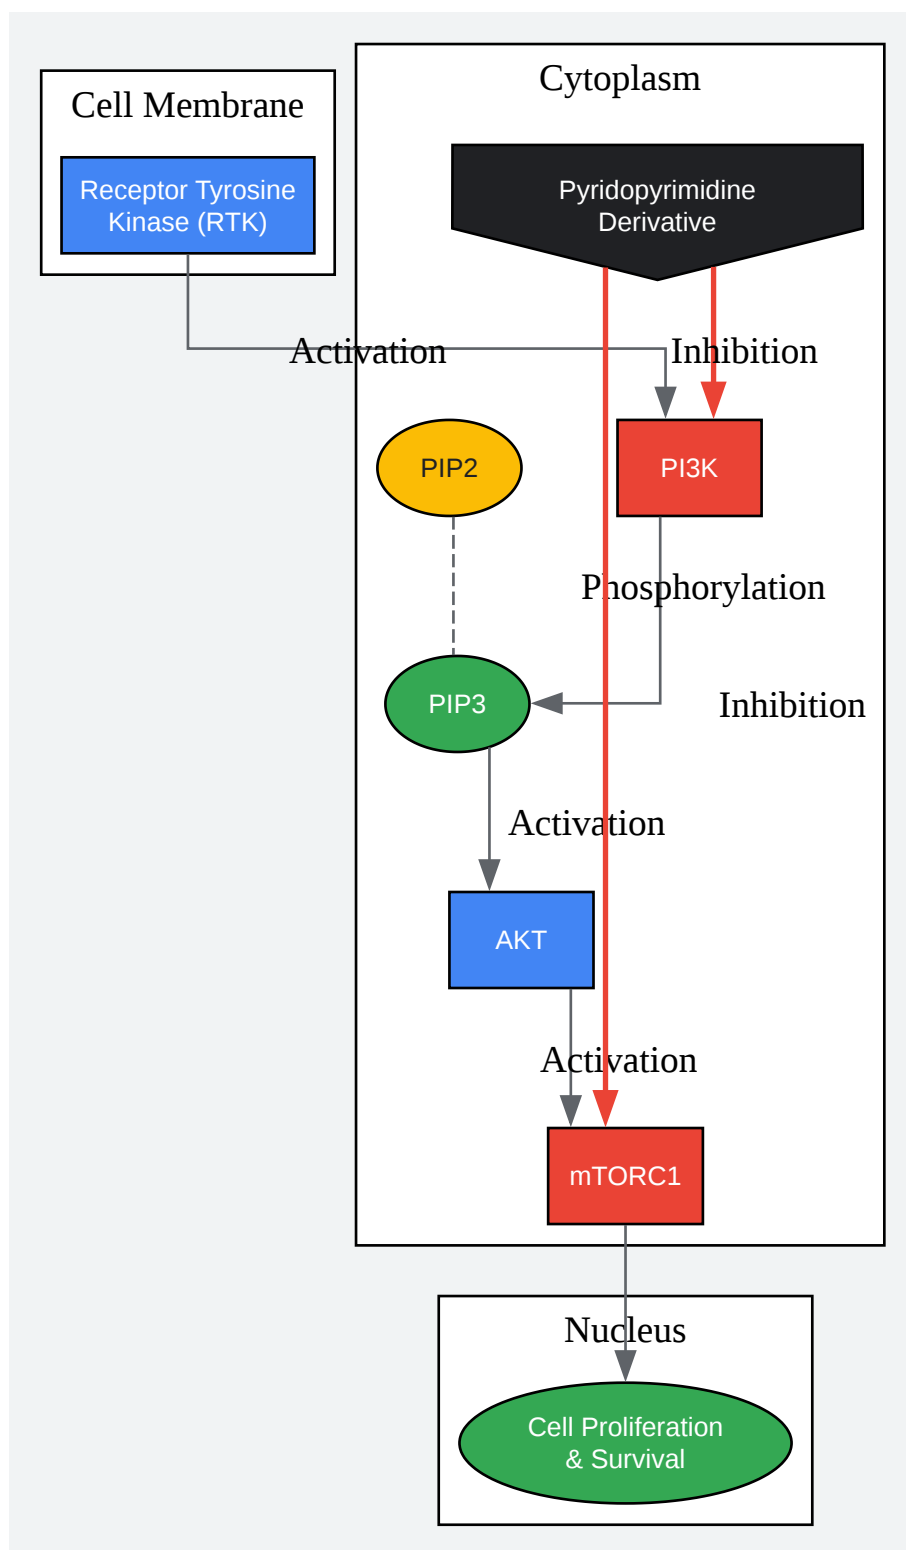 Cytoplasm
Cell Membrane
Receptor Tyrosine
Kinase (RTK)
Pyridopyrimidine
Derivative
Activation
Inhibition
PIP2
PI3K
Phosphorylation
PIP3
Inhibition
Activation
AKT
Activation
mTORC1
Nucleus
Cell Proliferation
& Survival